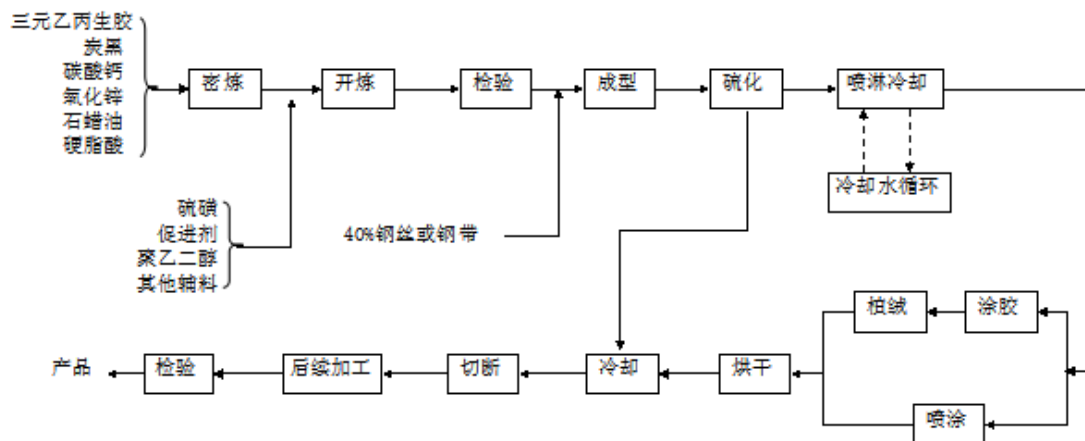 三元乙丙生胶
炭黑
碳酸钙
氧化锌
石蜡油
硬脂酸
密炼
开炼
检验
成型
硫化
喷淋冷却
冷却水循环
硫磺
促进剂
聚乙二醇
其他辅料
40%钢丝或钢带
植绒
涂胶
喷涂
烘干
冷却
切断
后续加工
检验
产品